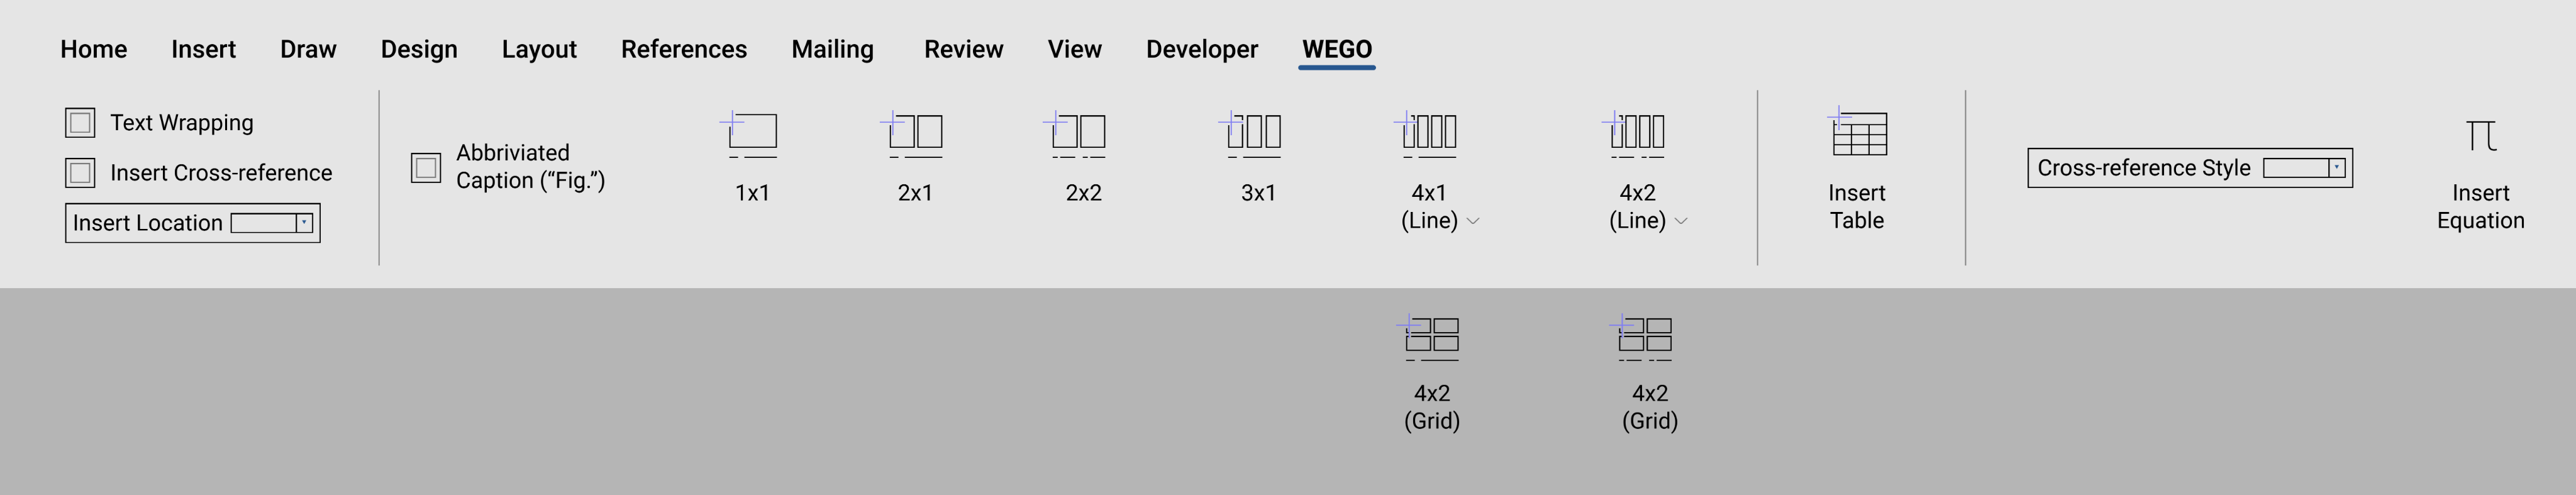 Home Insert Draw Design Layout References Mailing Review View Developer WEGO
Text Wrapping
Insert Cross-reference
Insert Location
Abbriviated
Caption (“Fig.”)
1x1
2x1
2x2
3x1
4x1
(Line)
4x2
(Line)
Insert
Table
Cross-reference Style
π
Insert
Equation
4x2
(Grid)
4x2
(Grid)